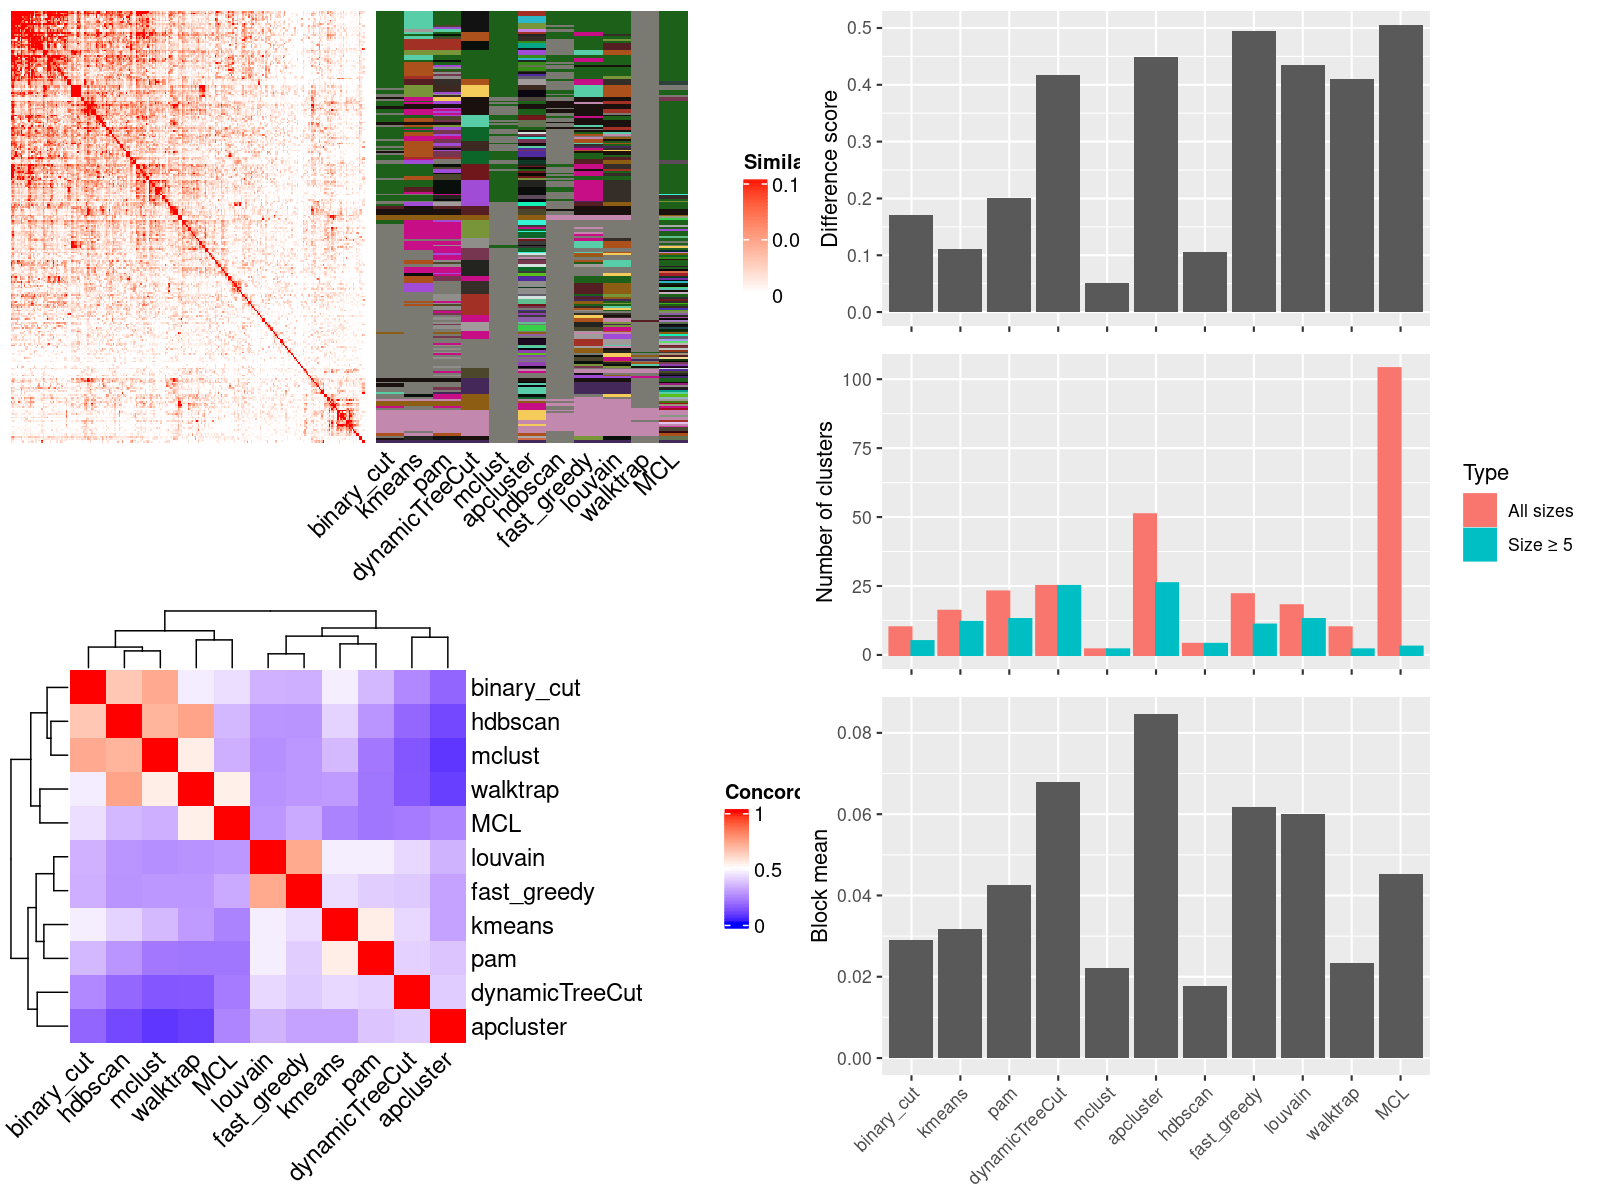 Simila
0.1
0.0
0
binary_cut
kmeans
pam
dynamicTreeCut
mclust
apcluster
hdbscan
fast_greedy
louvain
walktrap
MCL
binary_cut
hdbscan
mclust
walktrap
MCL
louvain
fast_greedy
kmeans
pam
dynamicTreeCut
apcluster
binary_cut
hdbscan
mclust
walktrap
MCL
louvain
fast_greedy
kmeans
pam
dynamicTreeCut
apcluster
Concord
1
0.5
0
Difference score
0.5
0.4
0.3
0.2
0.1
0.0
Number of clusters
100
75
50
25
0
Type
All sizes
Size ≥ 5
Block mean
0.08
0.06
0.04
0.02
0.00
binary_cut
kmeans
pam
dynamicTreeCut
mclust
apcluster
hdbscan
fast_greedy
louvain
walktrap
MCL